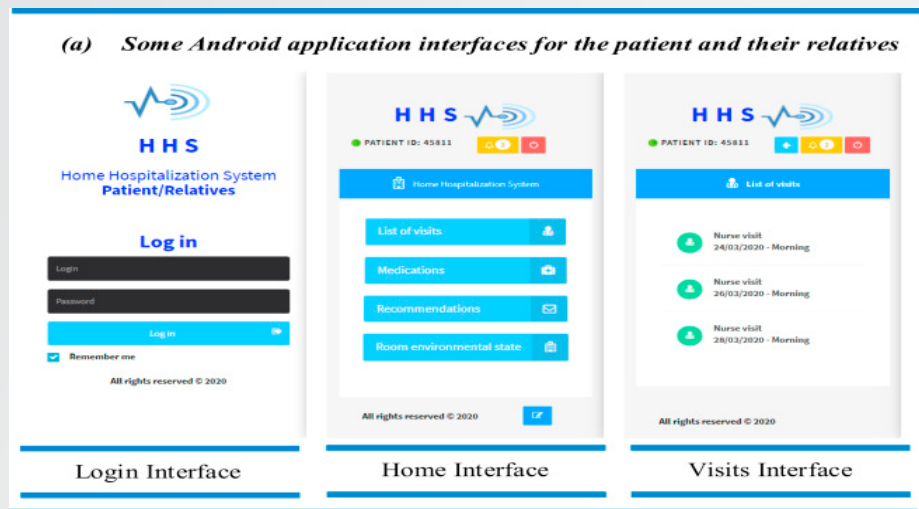 (a) Some Android application interfaces for the patient and their relatives
HHS
Home Hospitalization System
Patient/Relatives
Log in
Login
Password
Log in
Remember me
All rights reserved © 2020
Login Interface
HHS
PATIENT ID: 45811
Home Hospitalization System
List of visits
Medications
Recommendations
Room environmental state
All rights reserved © 2020
Home Interface
HHS
PATIENT ID: 45811
List of visits
Nurse visit
24/03/2020 - Morning
Nurse visit
26/03/2020 - Morning
Nurse visit
28/03/2020 - Morning
All rights reserved © 2020
Visits Interface